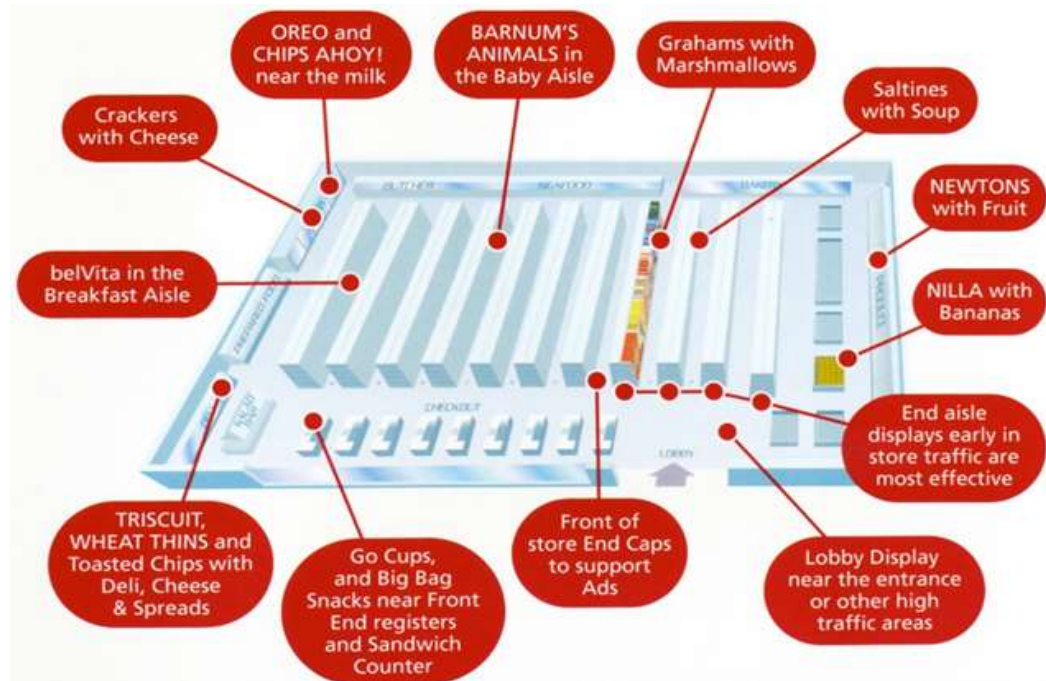 OREO and
CHIPS AHOY!
near the milk
BARNUM'S
ANIMALS in
the Baby Aisle
Grahams with
Marshmallows
Saltines
with Soup
Crackers
with Cheese
NEWTONS
with Fruit
belVita in the
Breakfast Aisle
NILLA with
Bananas
BUTCHER
SEAFOOD
BAKERY
PREPARED FOOD
SALAD
BAR
CHECKOUT
LOBBY
End aisle
displays early in
store traffic are
most effective
TRISCUIT,
WHEAT THINS and
Toasted Chips with
Deli, Cheese
& Spreads
Go Cups,
and Big Bag
Snacks near Front
End registers
and Sandwich
Counter
Front of
store End Caps
to support
Ads
Lobby Display
near the entrance
or other high
traffic areas